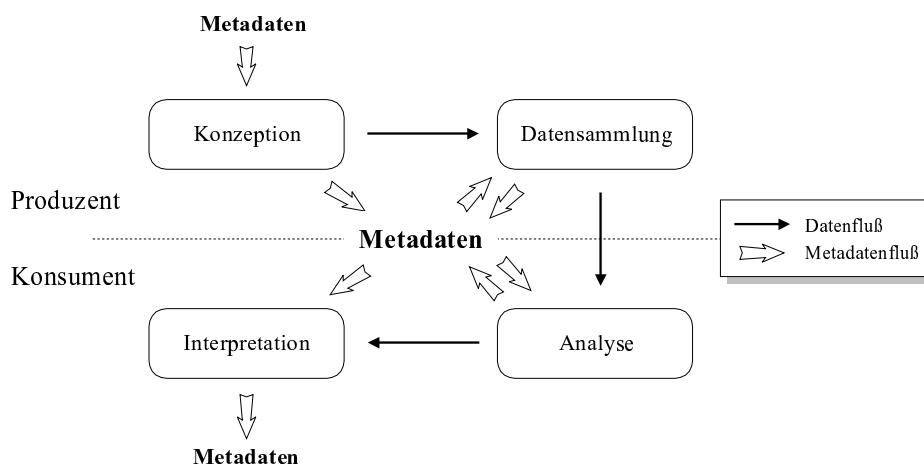 Metadaten
Konzeption
Datensammlung
Produzent
Metadaten
Datenfluß
Metadatenfluß
Konsument
Interpretation
Analyse
Metadaten